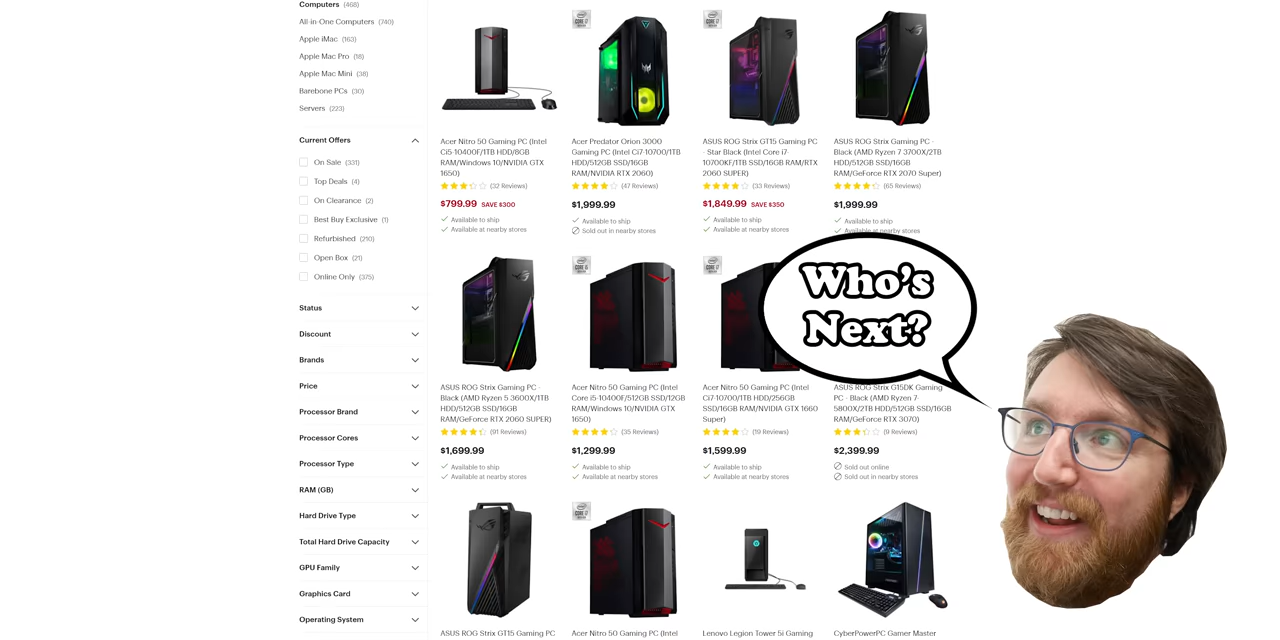 Computers (468)
All-in-One Computers (740)
Apple iMac (163)
Apple Mac Pro (18)
Apple Mac Mini (38)
Barebone PCs (30)
Servers (223)
Current Offers
On Sale (331)
Top Deals (4)
On Clearance (2)
Best Buy Exclusive (1)
Refurbished (210)
Open Box (21)
Online Only (375)
Status
Discount
Brands
Price
Processor Brand
Processor Cores
Processor Type
RAM (GB)
Hard Drive Type
Total Hard Drive Capacity
GPU Family
Graphics Card
Operating System
Acer Nitro 50 Gaming PC (Intel
Ci5-10400F/1TB HDD/8GB
RAM/Windows 10/NVIDIA GTX
1650)
(32 Reviews)
$799.99 SAVE $300
Available to ship
Available at nearby stores
Acer Predator Orion 3000
Gaming PC (Intel Ci7-10700/1TB
HDD/512GB SSD/16GB
RAM/NVIDIA RTX 2060)
(47 Reviews)
$1,999.99
Available to ship
Sold out in nearby stores
ASUS ROG Strix GT15 Gaming PC
- Star Black (Intel Core i7-
10700KF/1TB SSD/16GB RAM/RTX
2060 SUPER)
(33 Reviews)
$1,849.99 SAVE $350
Available to ship
Available at nearby stores
ASUS ROG Strix Gaming PC -
Black (AMD Ryzen 7 3700X/2TB
HDD/512GB SSD/16GB
RAM/GeForce RTX 2070 Super)
(65 Reviews)
$1,999.99
Available to ship
Available at nearby stores
ASUS ROG Strix Gaming PC -
Black (AMD Ryzen 5 3600X/1TB
HDD/512GB SSD/16GB
RAM/GeForce RTX 2060 SUPER)
(91 Reviews)
$1,699.99
Available to ship
Available at nearby stores
Acer Nitro 50 Gaming PC (Intel
Core i5-10400F/512GB SSD/12GB
RAM/Windows 10/NVIDIA GTX
1650)
(35 Reviews)
$1,299.99
Available to ship
Available at nearby stores
Acer Nitro 50 Gaming PC (Intel
Ci7-10700/1TB HDD/256GB
SSD/16GB RAM/NVIDIA GTX 1660
Super)
(19 Reviews)
$1,599.99
Available to ship
Available at nearby stores
ASUS ROG Strix G15DK Gaming
PC - Black (AMD Ryzen 7-
5800X/2TB HDD/512GB SSD/16GB
RAM/GeForce RTX 3070)
(9 Reviews)
$2,399.99
Sold out online
Sold out in nearby stores
ASUS ROG Strix GT15 Gaming PC
Acer Nitro 50 Gaming PC (Intel
Lenovo Legion Tower 5i Gaming
CyberPowerPC Gamer Master
Who's
Next?